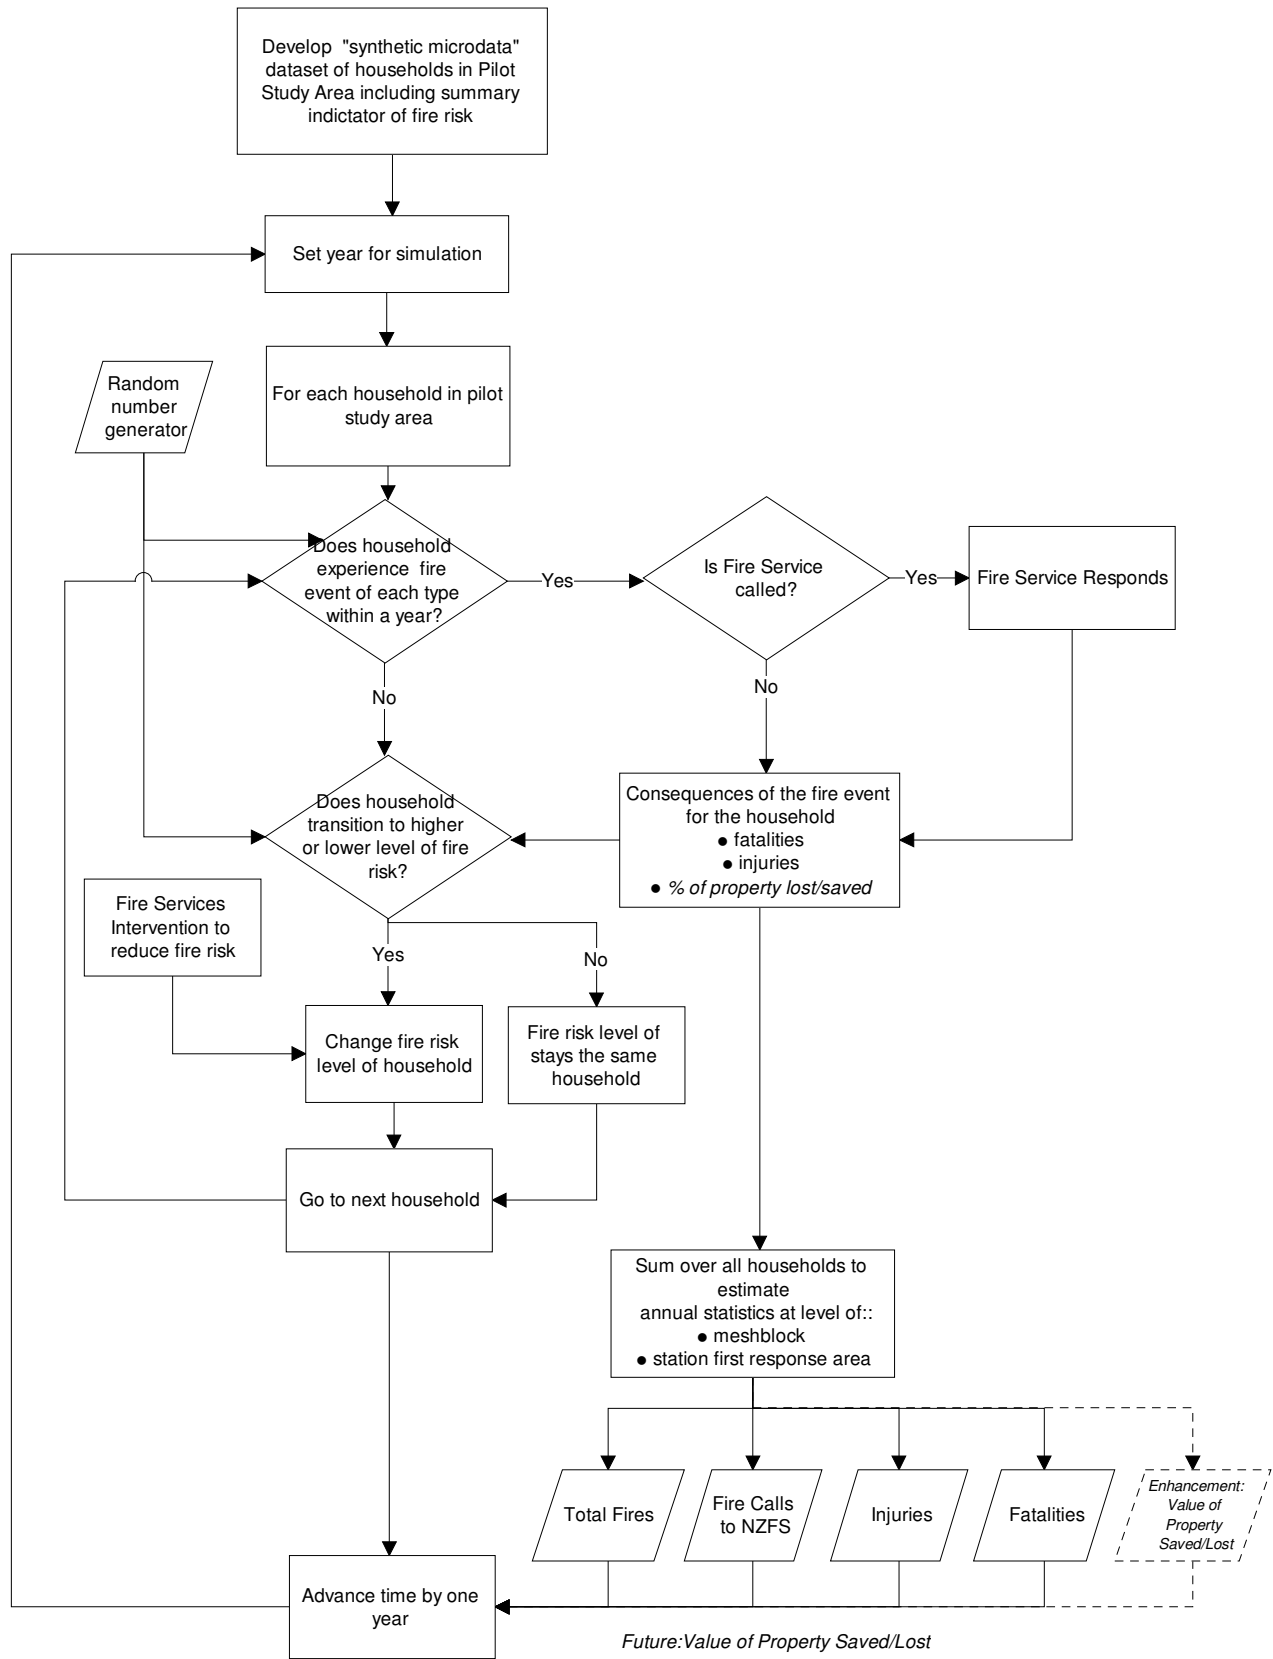 Develop "synthetic microdata"
dataset of households in Pilot
Study Area including summary
indictator of fire risk
Set year for simulation
For each household in pilot
study area
Random
number
generator
Does household
experience fire
event of each type
within a year?
Yes
Is Fire Service
called?
Yes
Fire Service Responds
No
No
Does household
transition to higher
or lower level of fire
risk?
Consequences of the fire event
for the household
● fatalities
● injuries
● % of property lost/saved
Fire Services
Intervention to
reduce fire risk
Yes
No
Change fire risk
level of household
Fire risk level of
stays the same
household
Go to next household
Sum over all households to
estimate
annual statistics at level of::
● meshblock
● station first response area
Total Fires
Fire Calls
to NZFS
Injuries
Fatalities
Enhancement:
Value of
Property
Saved/Lost
Advance time by one
year
Future:Value of Property Saved/Lost